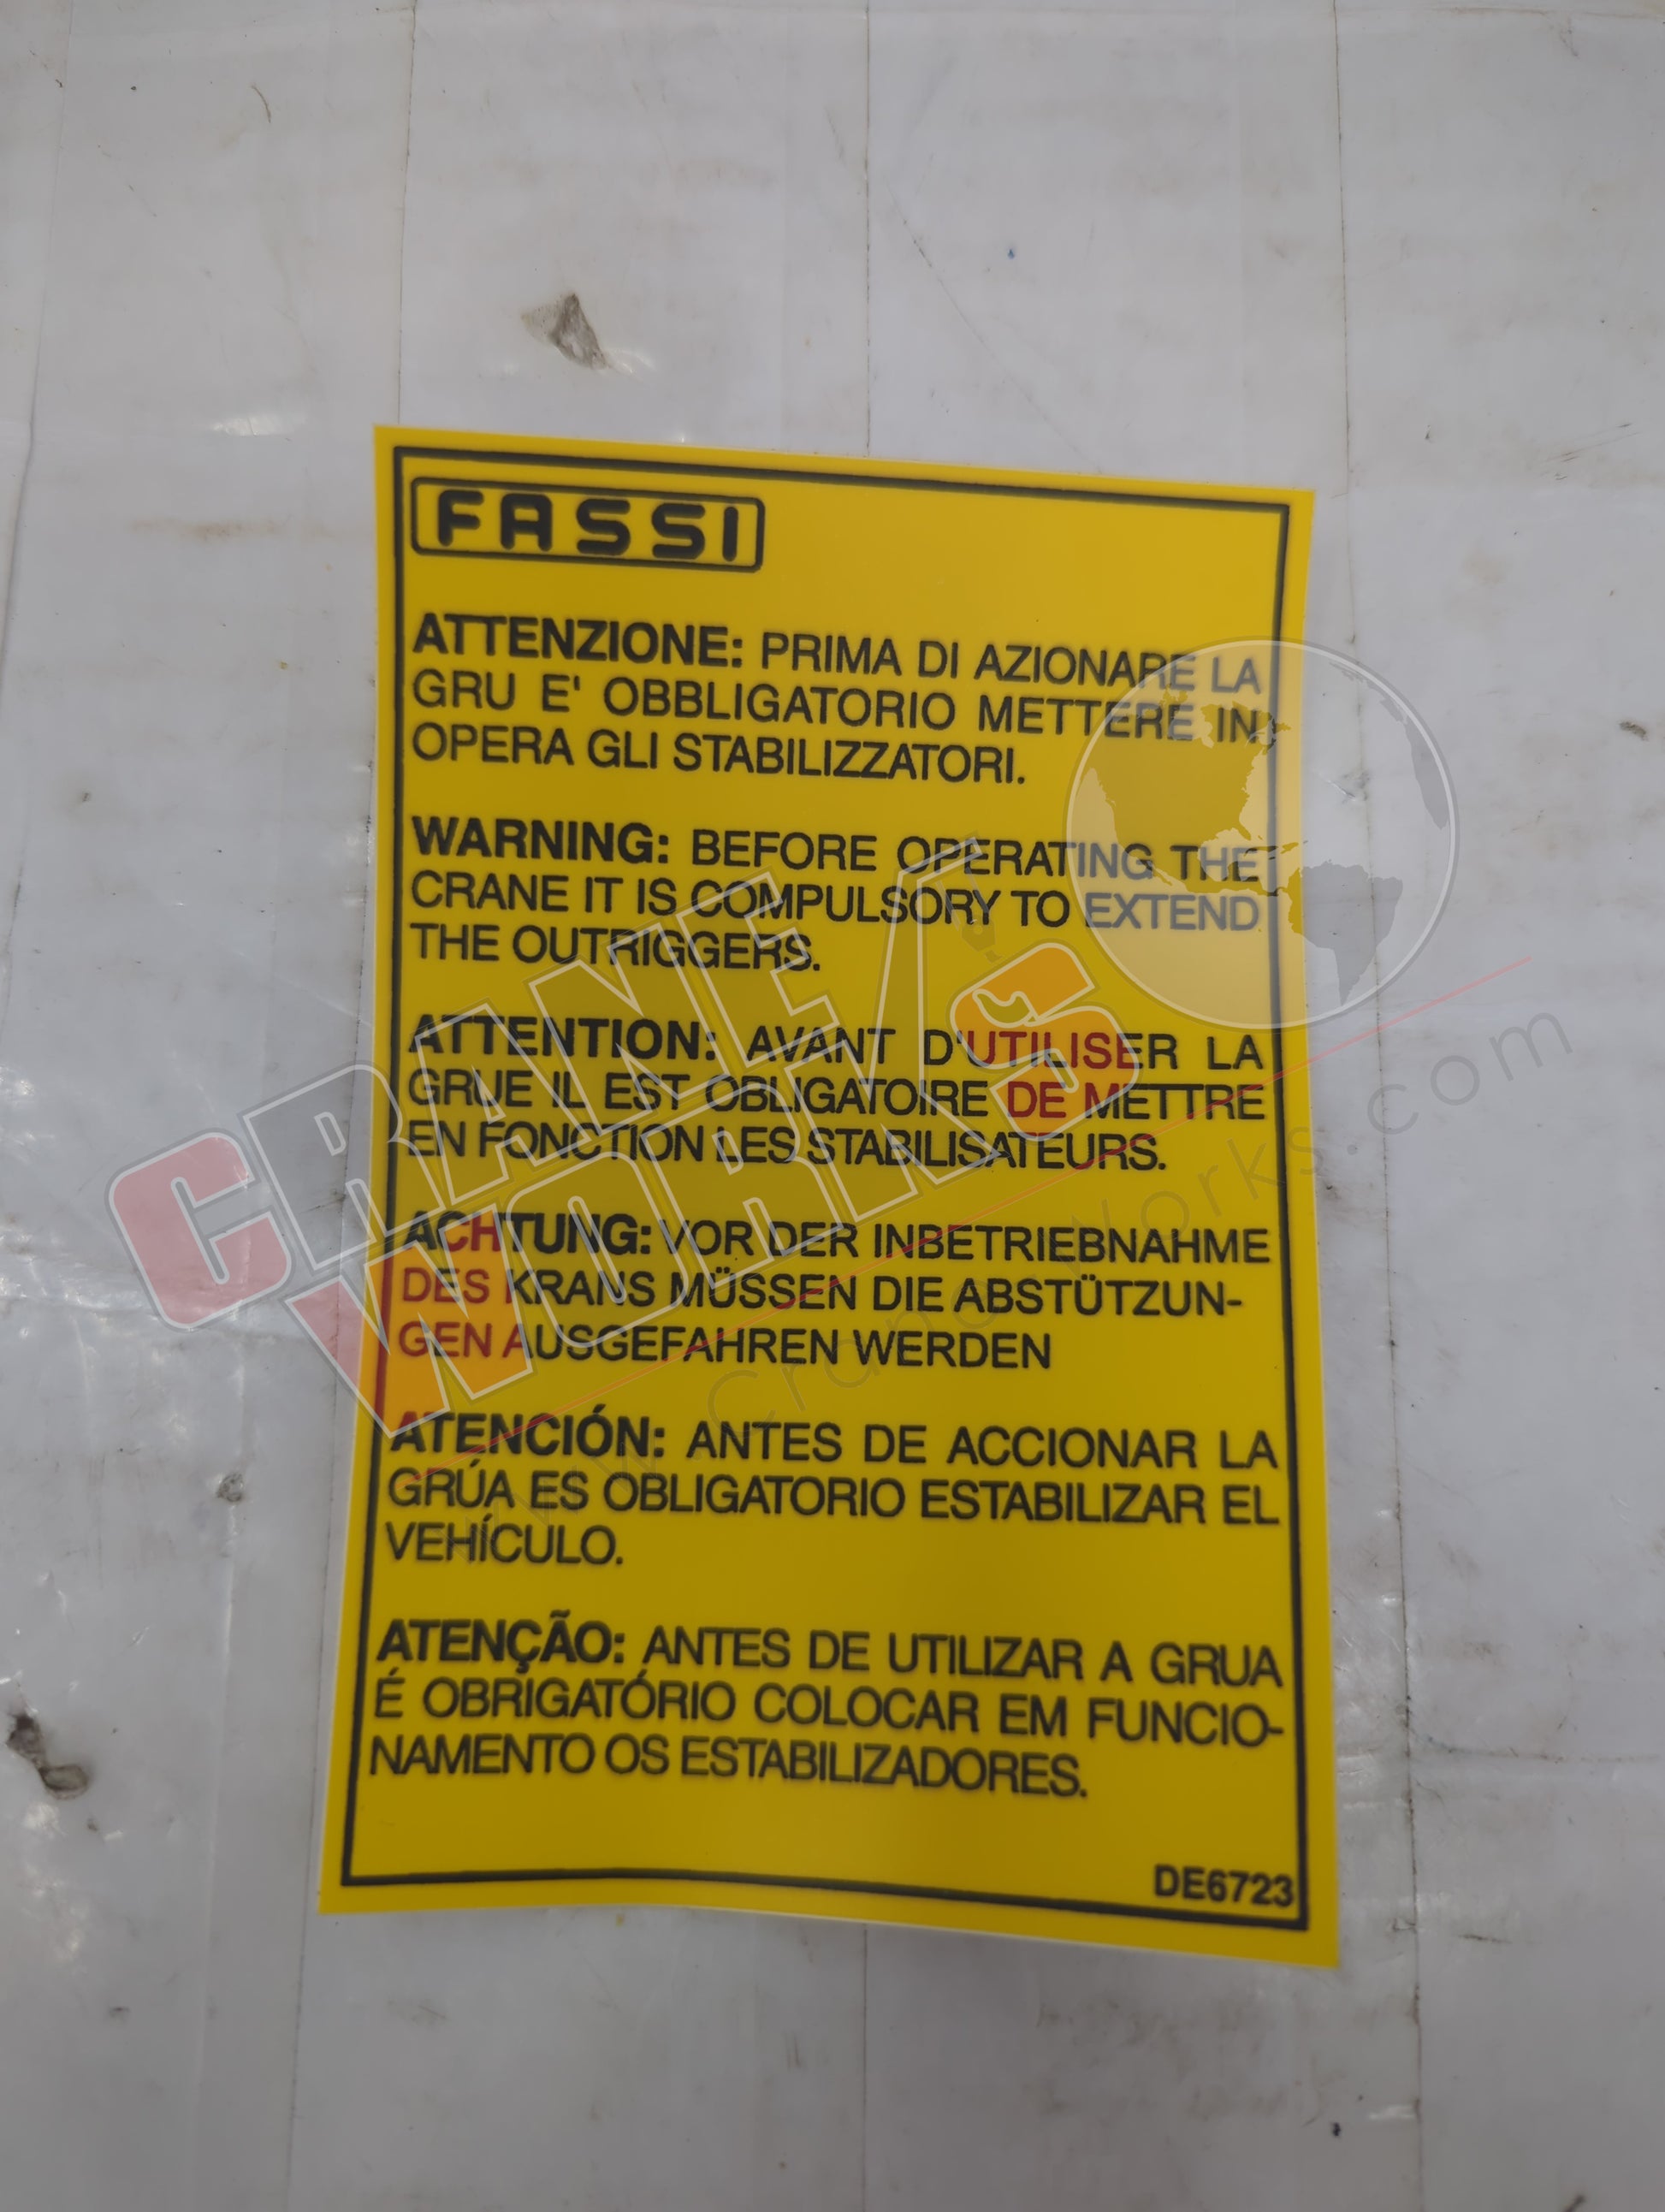 FASSI
ATTENZIONE: PRIMA DI AZIONARE LA
GRU E' OBBLIGATORIO METTERE IN
OPERA GLI STABILIZZATORI.
WARNING: BEFORE OPERATING THE
CRANE IT IS COMPULSORY TO EXTEND
THE OUTRIGGERS.
ATTENTION: AVANT D'UTILISER LA
GRUE IL EST OBLIGATOIRE DE METTRE
EN FONCTION LES STABILISATEURS.
ACHTUNG: VOR DER INBETRIEBNAHME
DES KRANS MÜSSEN DIE ABSTÜTZUN-
GEN AUSGEFAHREN WERDEN
ATENCIÓN: ANTES DE ACCIONAR LA
GRÚA ES OBLIGATORIO ESTABILIZAR EL
VEHÍCULO.
ATENÇÃO: ANTES DE UTILIZAR A GRUA
É OBRIGATÓRIO COLOCAR EM FUNCIO-
NAMENTO OS ESTABILIZADORES.
DE6723
CRANE WORKS
www.CraneWorks.com